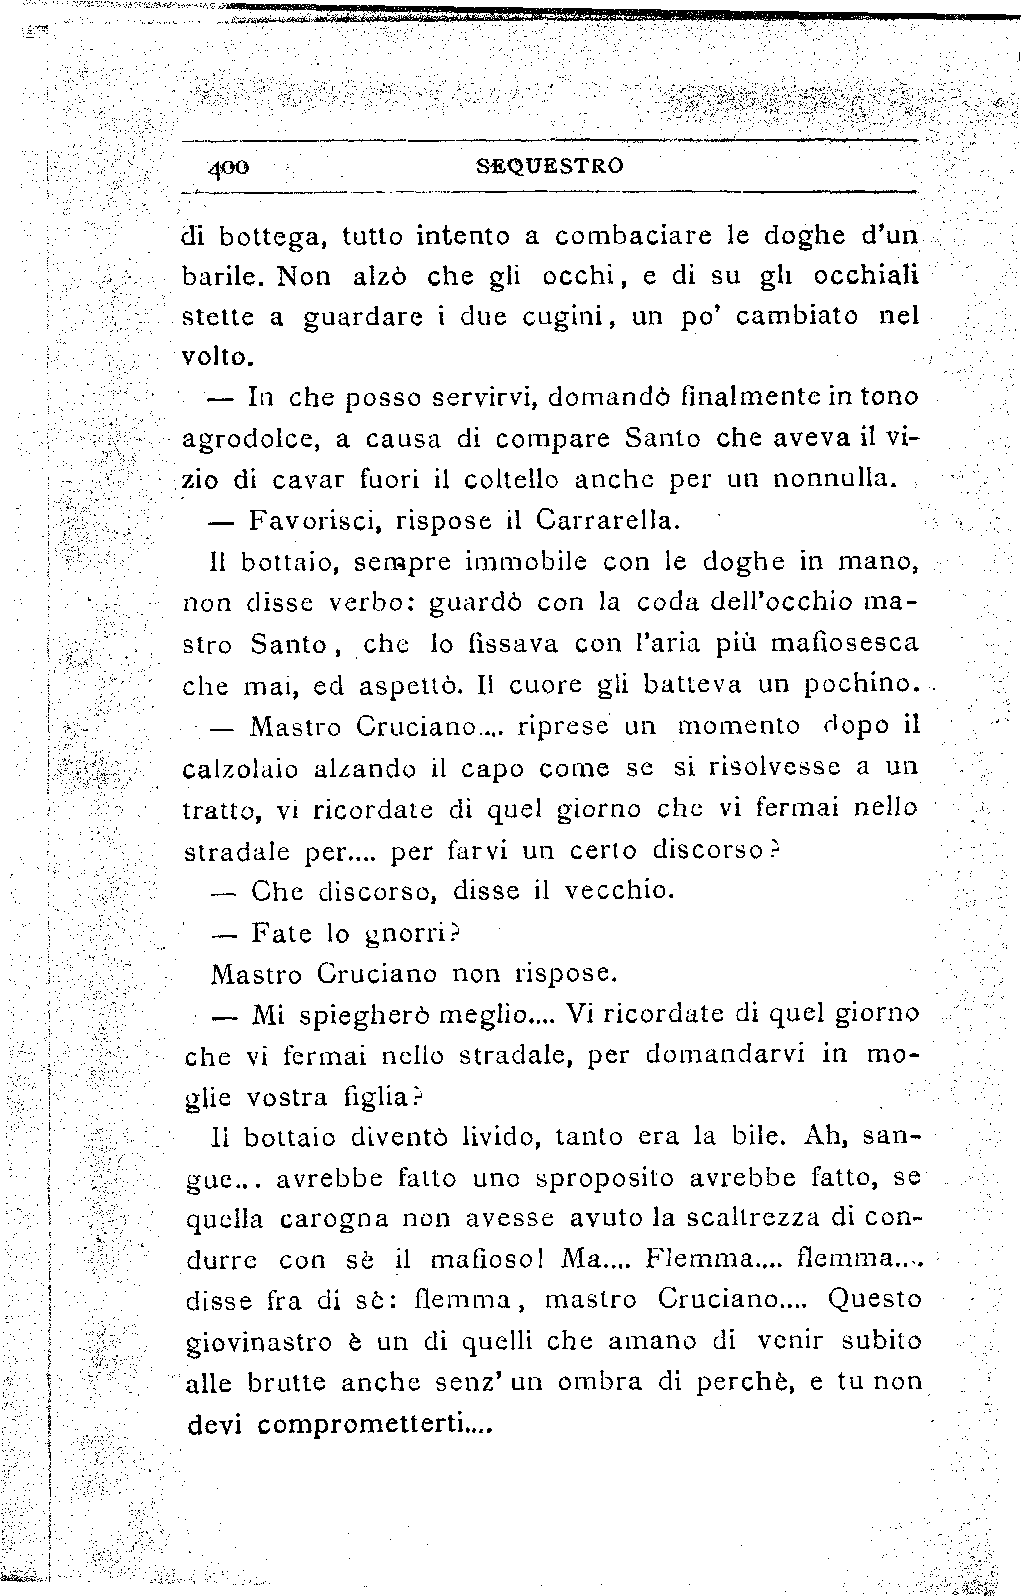 400 SEQUESTRO
di bottega, tutto intento a combaciare le doghe d'un
barile. Non alzò che gli occhi, e di su gli occhiali
stette a guardare i due cugini, un po' cambiato nel
volto.
— In che posso servirvi, domandò finalmente in tono
agrodolce, a causa di compare Santo che aveva il vi-
zio di cavar fuori il coltello anche per un nonnulla.
— Favorisci, rispose il Carrarella.
Il bottaio, sempre immobile con le doghe in mano,
non disse verbo: guardò con la coda dell'occhio ma-
stro Santo, che lo fissava con l'aria più mafiosesca
che mai, ed aspettò. Il cuore gli batteva un pochino.
— Mastro Cruciano.... riprese un momento dopo il
calzolaio alzando il capo come se si risolvesse a un
tratto, vi ricordate di quel giorno che vi fermai nello
stradale per.... per farvi un certo discorso?
— Che discorso, disse il vecchio.
— Fate lo gnorri?
Mastro Cruciano non rispose.
— Mi spiegherò meglio.... Vi ricordate di quel giorno
che vi fermai nello stradale, per domandarvi in mo-
glie vostra figlia?
Il bottaio diventò livido, tanto era la bile. Ah, san-
gue... avrebbe fatto uno sproposito avrebbe fatto, se
quella carogna non avesse avuto la scaltrezza di con-
durre con sè il mafioso! Ma.... Flemma.... flemma....
disse fra di sè: flemma, mastro Cruciano.... Questo
giovinastro è un di quelli che amano di venir subito
alle brutte anche senz' un ombra di perchè, e tu non
devi comprometterti....